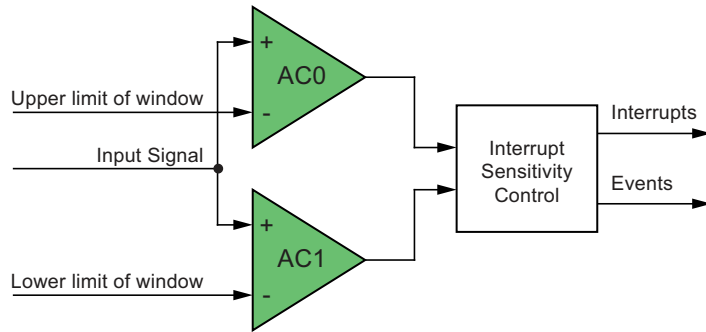 +
AC0
-
Upper limit of window
Input Signal
+
AC1
-
Lower limit of window
Interrupt
Sensitivity
Control
Interrupts
Events